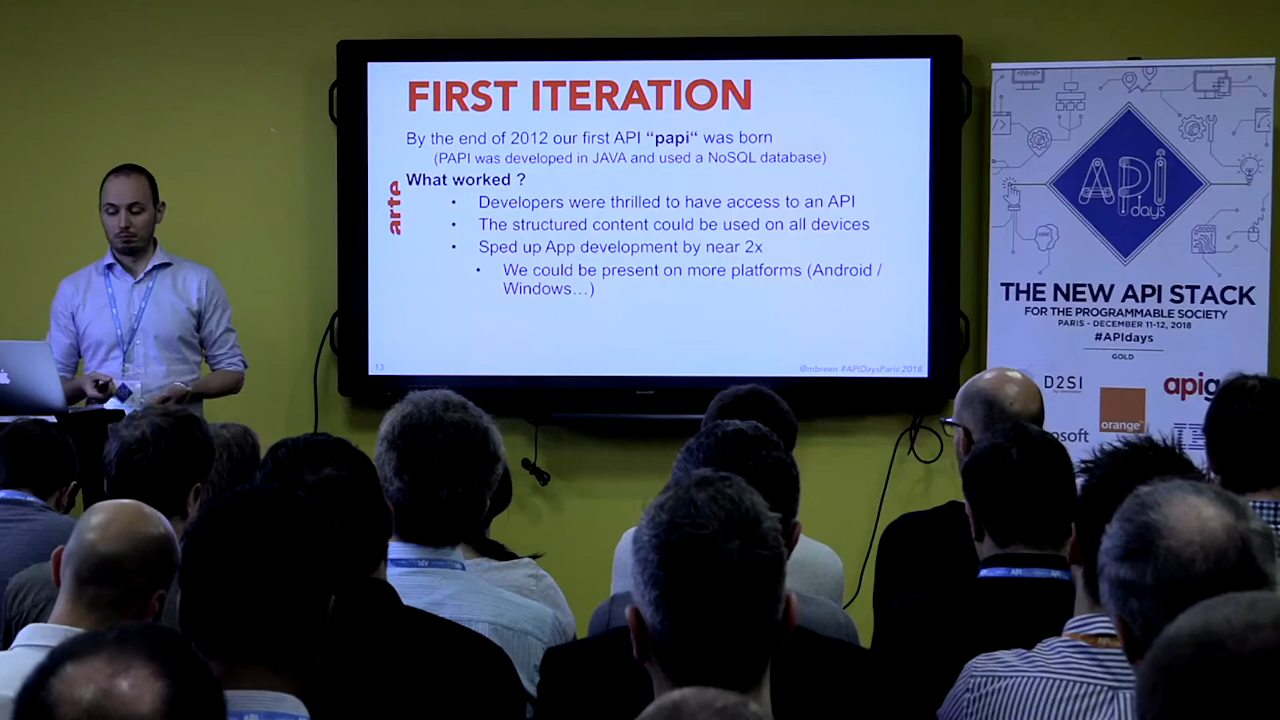 FIRST ITERATION
By the end of 2012 our first API “papi“ was born
(PAPI was developed in JAVA and used a NoSQL database)
What worked ?
• Developers were thrilled to have access to an API
• The structured content could be used on all devices
• Sped up App development by near 2x
• We could be present on more platforms (Android /
Windows…)
arte
13
@mbreen #APIDaysParis 2018
API
days
THE NEW API STACK
FOR THE PROGRAMMABLE SOCIETY
PARIS - DECEMBER 11-12, 2018
#APIdays
GOLD
D2SI
orange
IBM